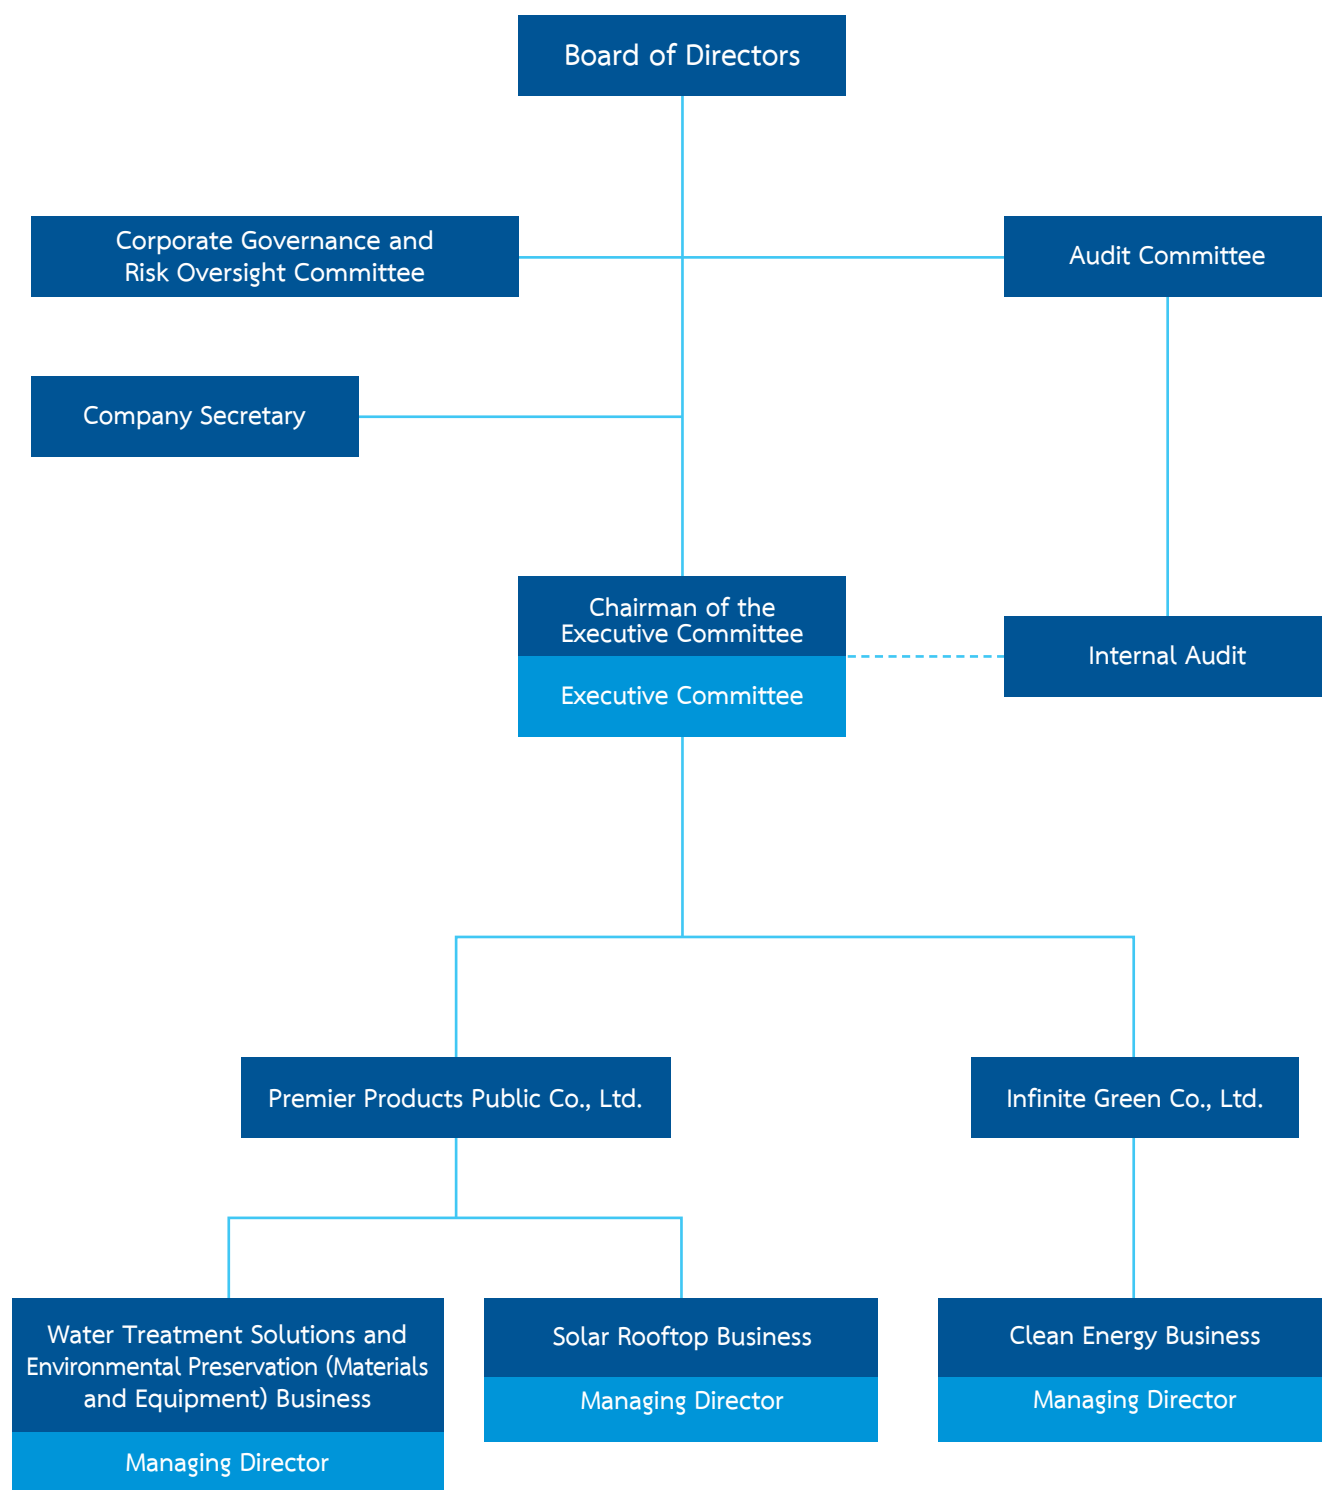 Board of Directors
Corporate Governance and
Risk Oversight Committee
Audit Committee
Company Secretary
Chairman of the
Executive Committee
Executive Committee
Internal Audit
Premier Products Public Co., Ltd.
Infinite Green Co., Ltd.
Water Treatment Solutions and
Environmental Preservation (Materials
and Equipment) Business
Managing Director
Solar Rooftop Business
Managing Director
Clean Energy Business
Managing Director